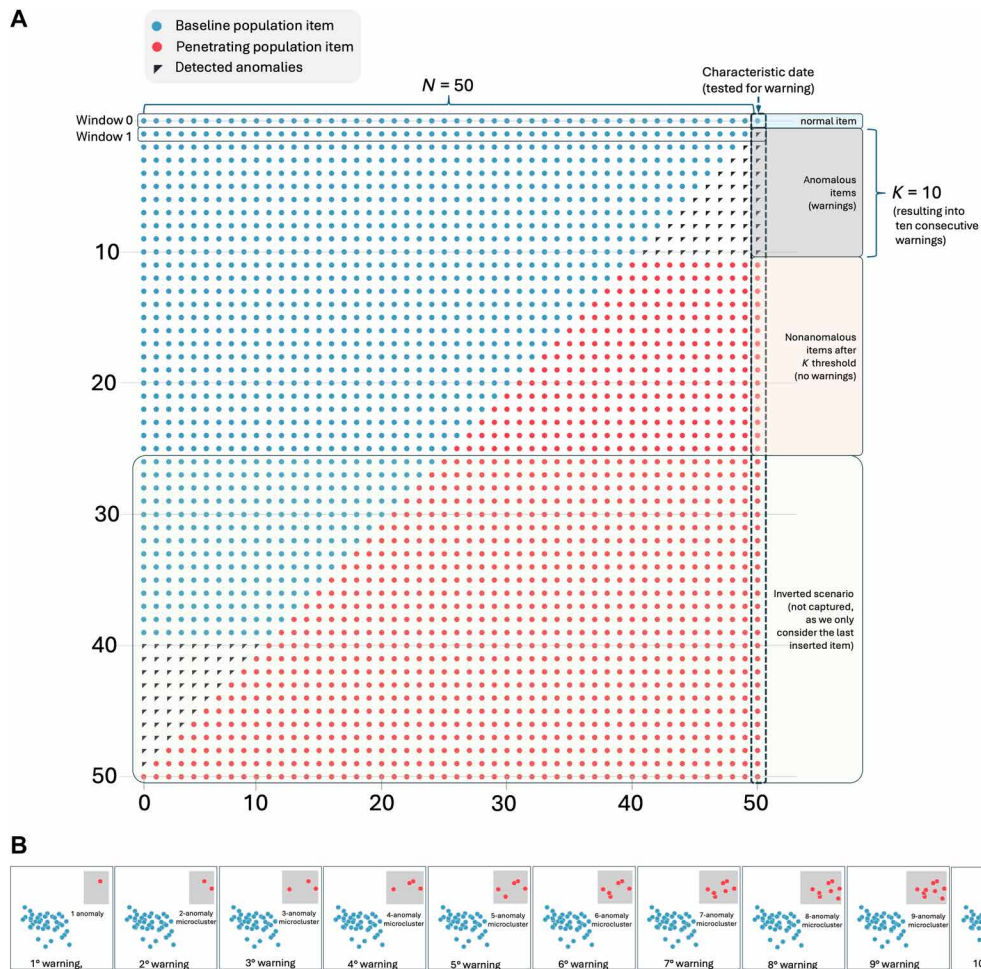 A
Baseline population item
Penetrating population item
Detected anomalies
N = 50
Characteristic date
(tested for warning)
Window 0
normal item
Window 1
Anomalous
items
(warnings)
K = 10
(resulting into
ten consecutive
warnings)
10
Nonanomalous
items after
K threshold
(no warnings)
20
30
Inverted scenario
(not captured,
as we only
consider the last
inserted item)
40
50
0
10
20
30
40
50
B
1 anomaly
2-anomaly
microcluster
3-anomaly
microcluster
4-anomaly
microcluster
5-anomaly
microcluster
6-anomaly
microcluster
7-anomaly
microcluster
8-anomaly
microcluster
9-anomaly
microcluster
1° warning,
2° warning
3° warning
4° warning
5° warning
6° warning
7° warning
8° warning
9° warning
10